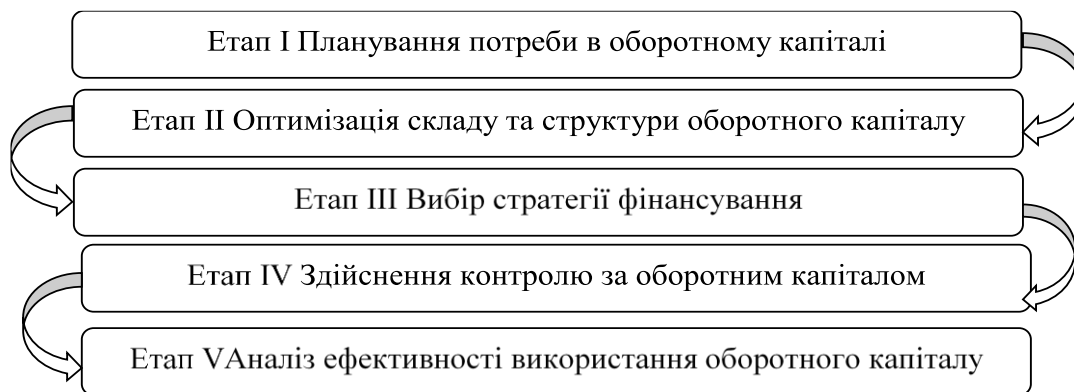 Етап I Планування потреби в оборотному капіталі
Етап II Оптимізація складу та структури оборотного капіталу
Етап III Вибір стратегії фінансування
Етап IV Здійснення контролю за оборотним капіталом
Етап VАналіз ефективності використання оборотного капіталу